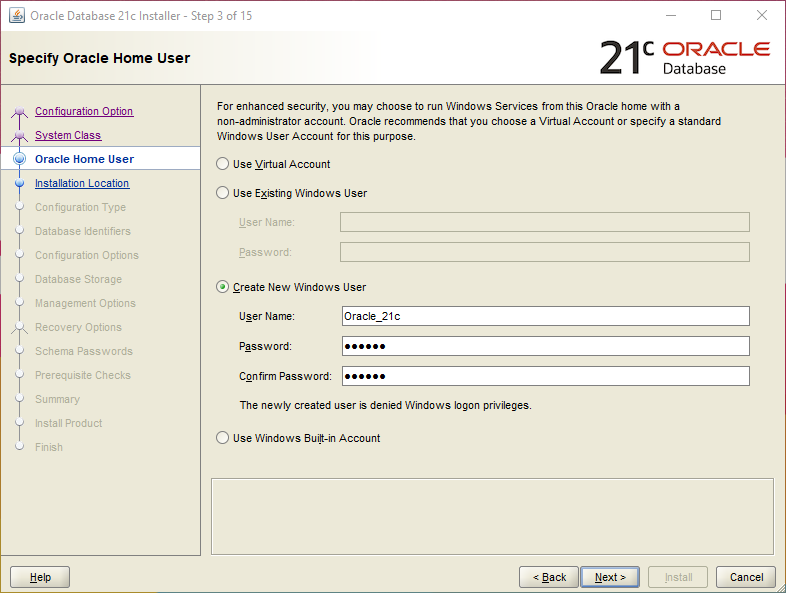 Oracle Database 21c Installer - Step 3 of 15
Specify Oracle Home User
21c ORACLE
Database
Configuration Option
System Class
Oracle Home User
Installation Location
Configuration Type
Database Identifiers
Configuration Options
Database Storage
Management Options
Recovery Options
Schema Passwords
Prerequisite Checks
Summary
Install Product
Finish
For enhanced security, you may choose to run Windows Services from this Oracle home with a
non-administrator account. Oracle recommends that you choose a Virtual Account or specify a standard
Windows User Account for this purpose.
Use Virtual Account
Use Existing Windows User
User Name:
Password:
Create New Windows User
User Name: Oracle_21c
Password: ●●●●●●
Confirm Password: ●●●●●●
The newly created user is denied Windows logon privileges.
Use Windows Built-in Account
Help < Back Next > Install Cancel